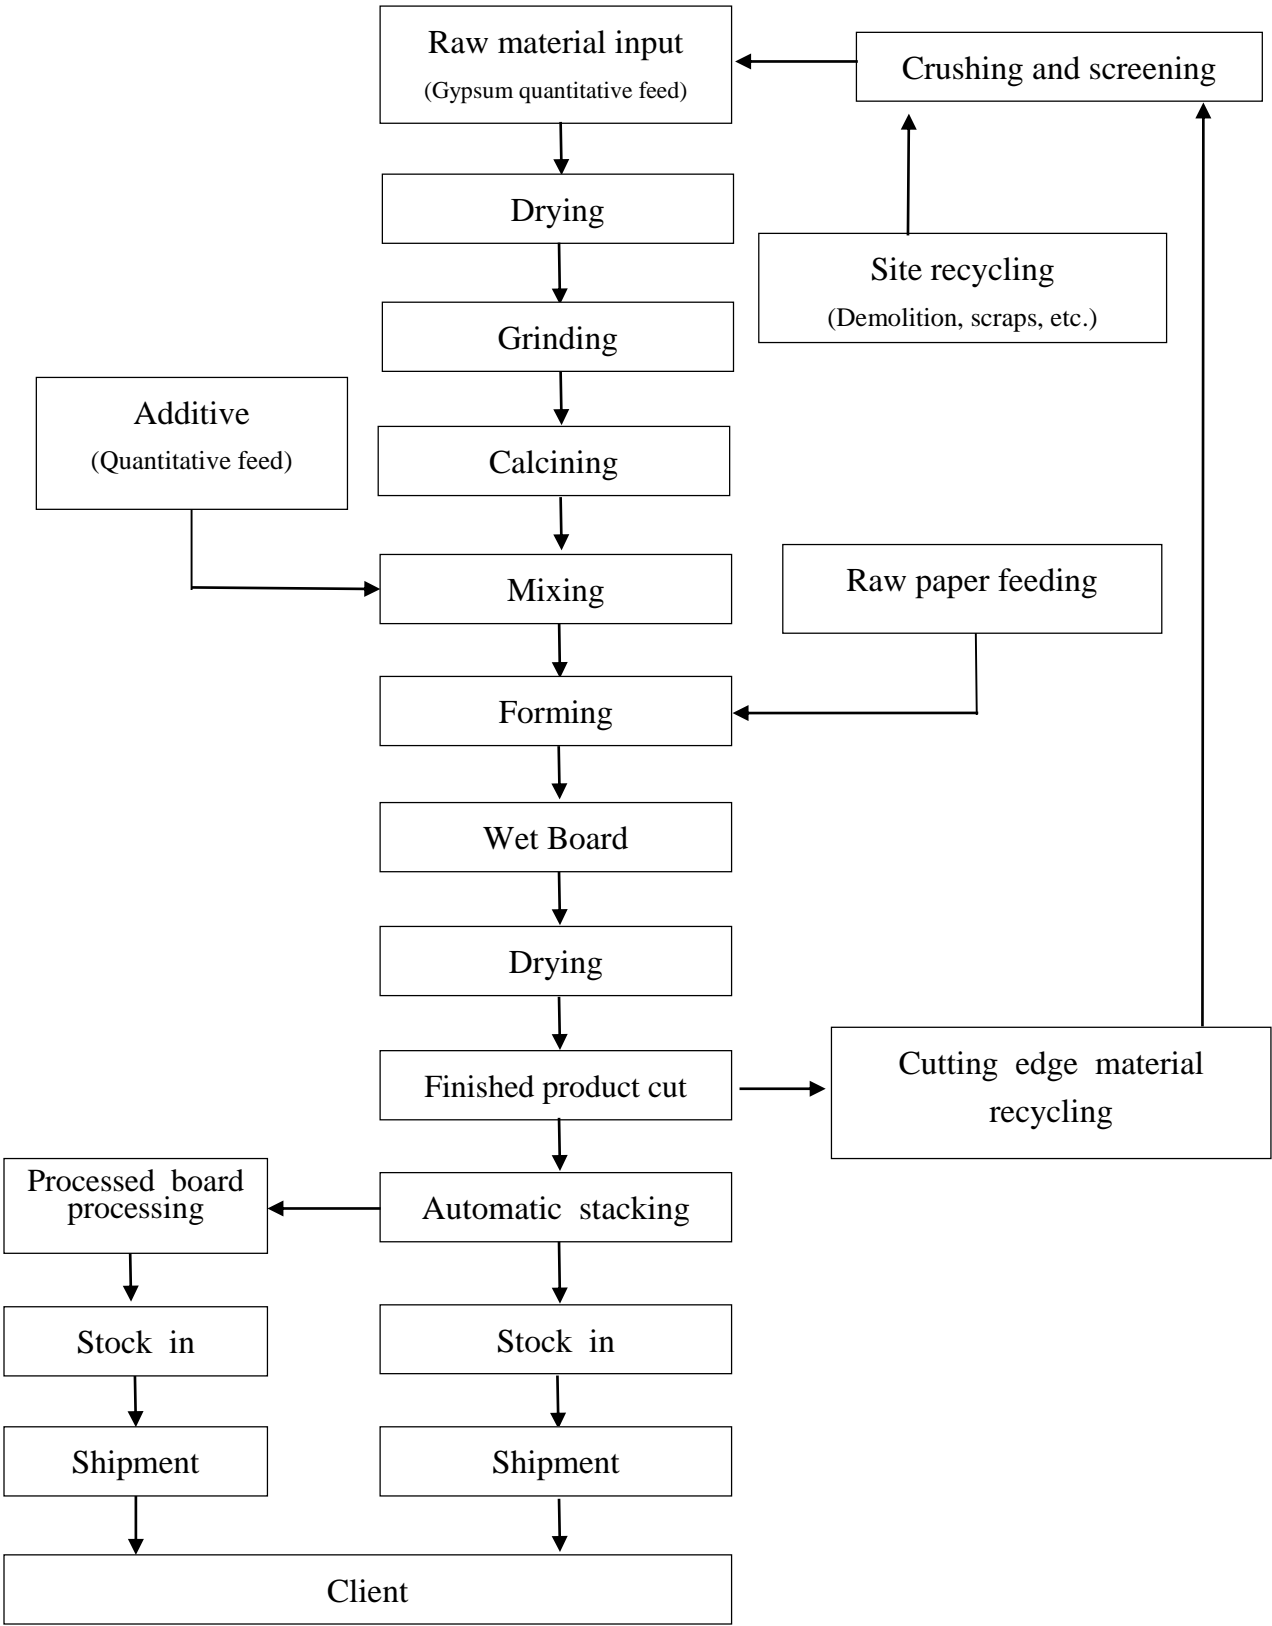 Raw material input
(Gypsum quantitative feed)
Crushing and screening
Drying
Site recycling
(Demolition, scraps, etc.)
Grinding
Additive
(Quantitative feed)
Calcining
Raw paper feeding
Mixing
Forming
Wet Board
Drying
Finished product cut
Cutting edge material
recycling
Processed board
processing
Automatic stacking
Stock in
Stock in
Shipment
Shipment
Client